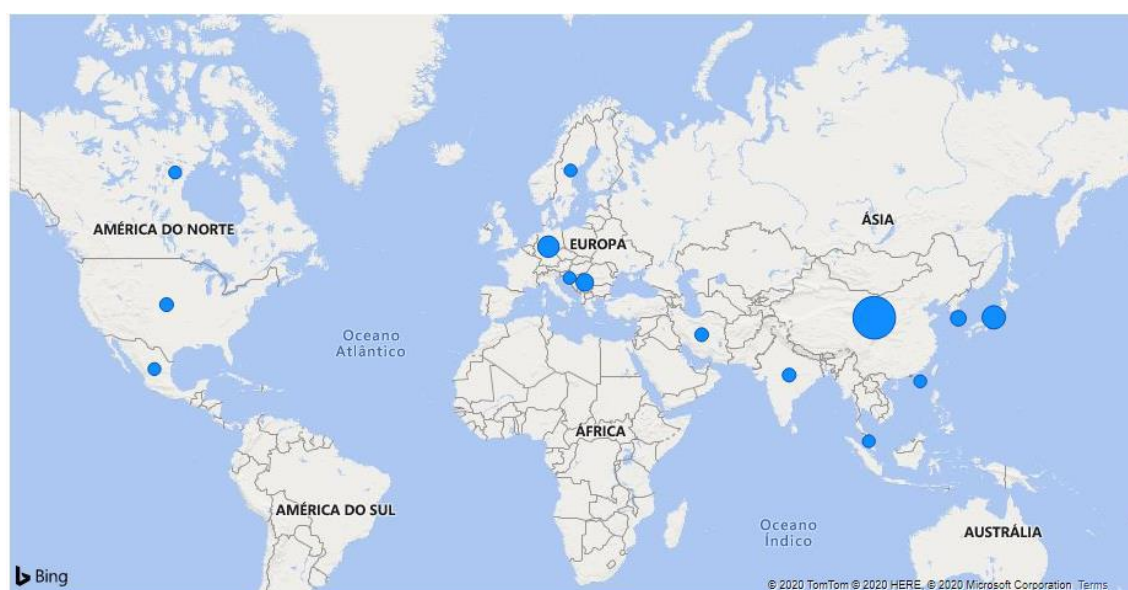 AMÉRICA DO NORTE
EUROPA
ÁSIA
Oceano
Atlântico
ÁFRICA
AMÉRICA DO SUL
Oceano
Índico
AUSTRÁLIA
Bing
© 2020 TomTom © 2020 HERE, © 2020 Microsoft Corporation Terms